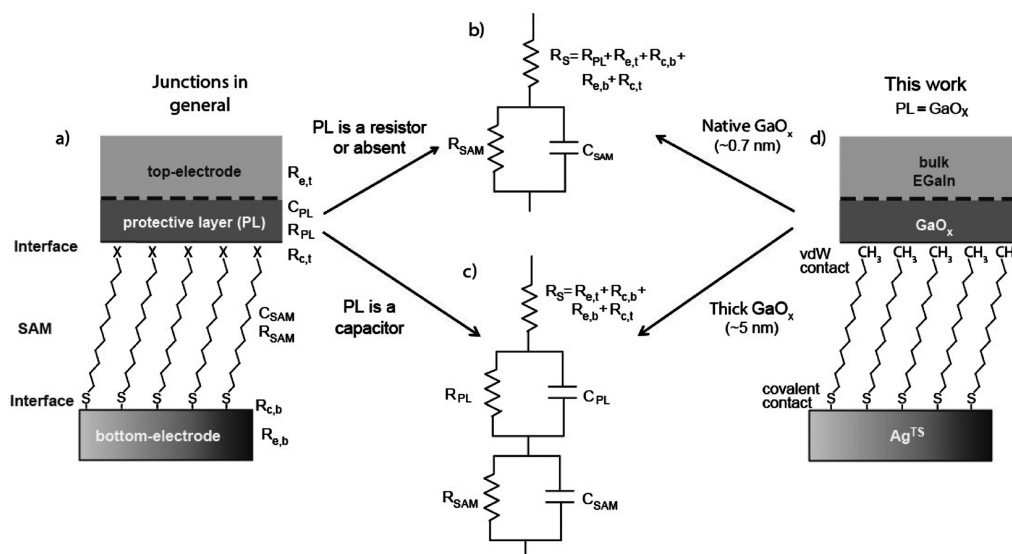 Junctions in
general
a)
top-electrode
R_e,t
C_PL
protective layer (PL)
R_PL
Interface
X X X X X
R_c,t
SAM
C_SAM
R_SAM
Interface
S S S S S
R_c,b
bottom-electrode
R_e,b
PL is a resistor
or absent
PL is a
capacitor
b)
R_S=R_PL+R_e,t+R_c,b+
R_e,b+R_c,t
R_SAM
C_SAM
c)
R_S=R_e,t+R_c,b+
R_e,b+R_c,t
R_PL
C_PL
R_SAM
C_SAM
Native GaO_x
(~0.7 nm)
Thick GaO_x
(~5 nm)
This work
PL = GaO_X
d)
bulk
EGaIn
GaO_x
vdW
contact
CH_3 CH_3 CH_3 CH_3 CH_3
covalent
contact
S S S S S
Ag^TS